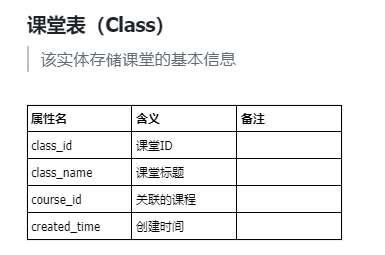 课堂表（Class）
该实体存储课堂的基本信息
属性名 含义 备注
class_id 课堂ID
class_name 课堂标题
course_id 关联的课程
created_time 创建时间